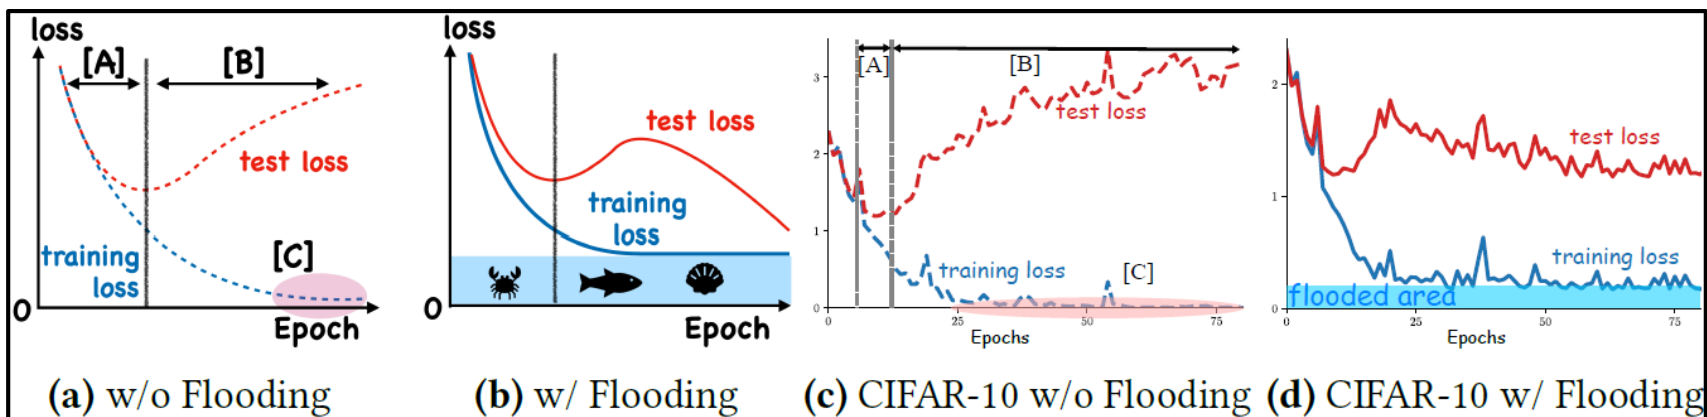 loss
[A]
[B]
test loss
training
loss
[C]
0
Epoch
(a) w/o Flooding
loss
test loss
training
loss
0
Epoch
(b) w/ Flooding
[A]
[B]
test loss
training loss
[C]
3
2
1
0
0
25
50
75
Epochs
(c) CIFAR-10 w/o Flooding
2
1
0
test loss
training loss
flooded area
0
25
50
75
Epochs
(d) CIFAR-10 w/ Flooding